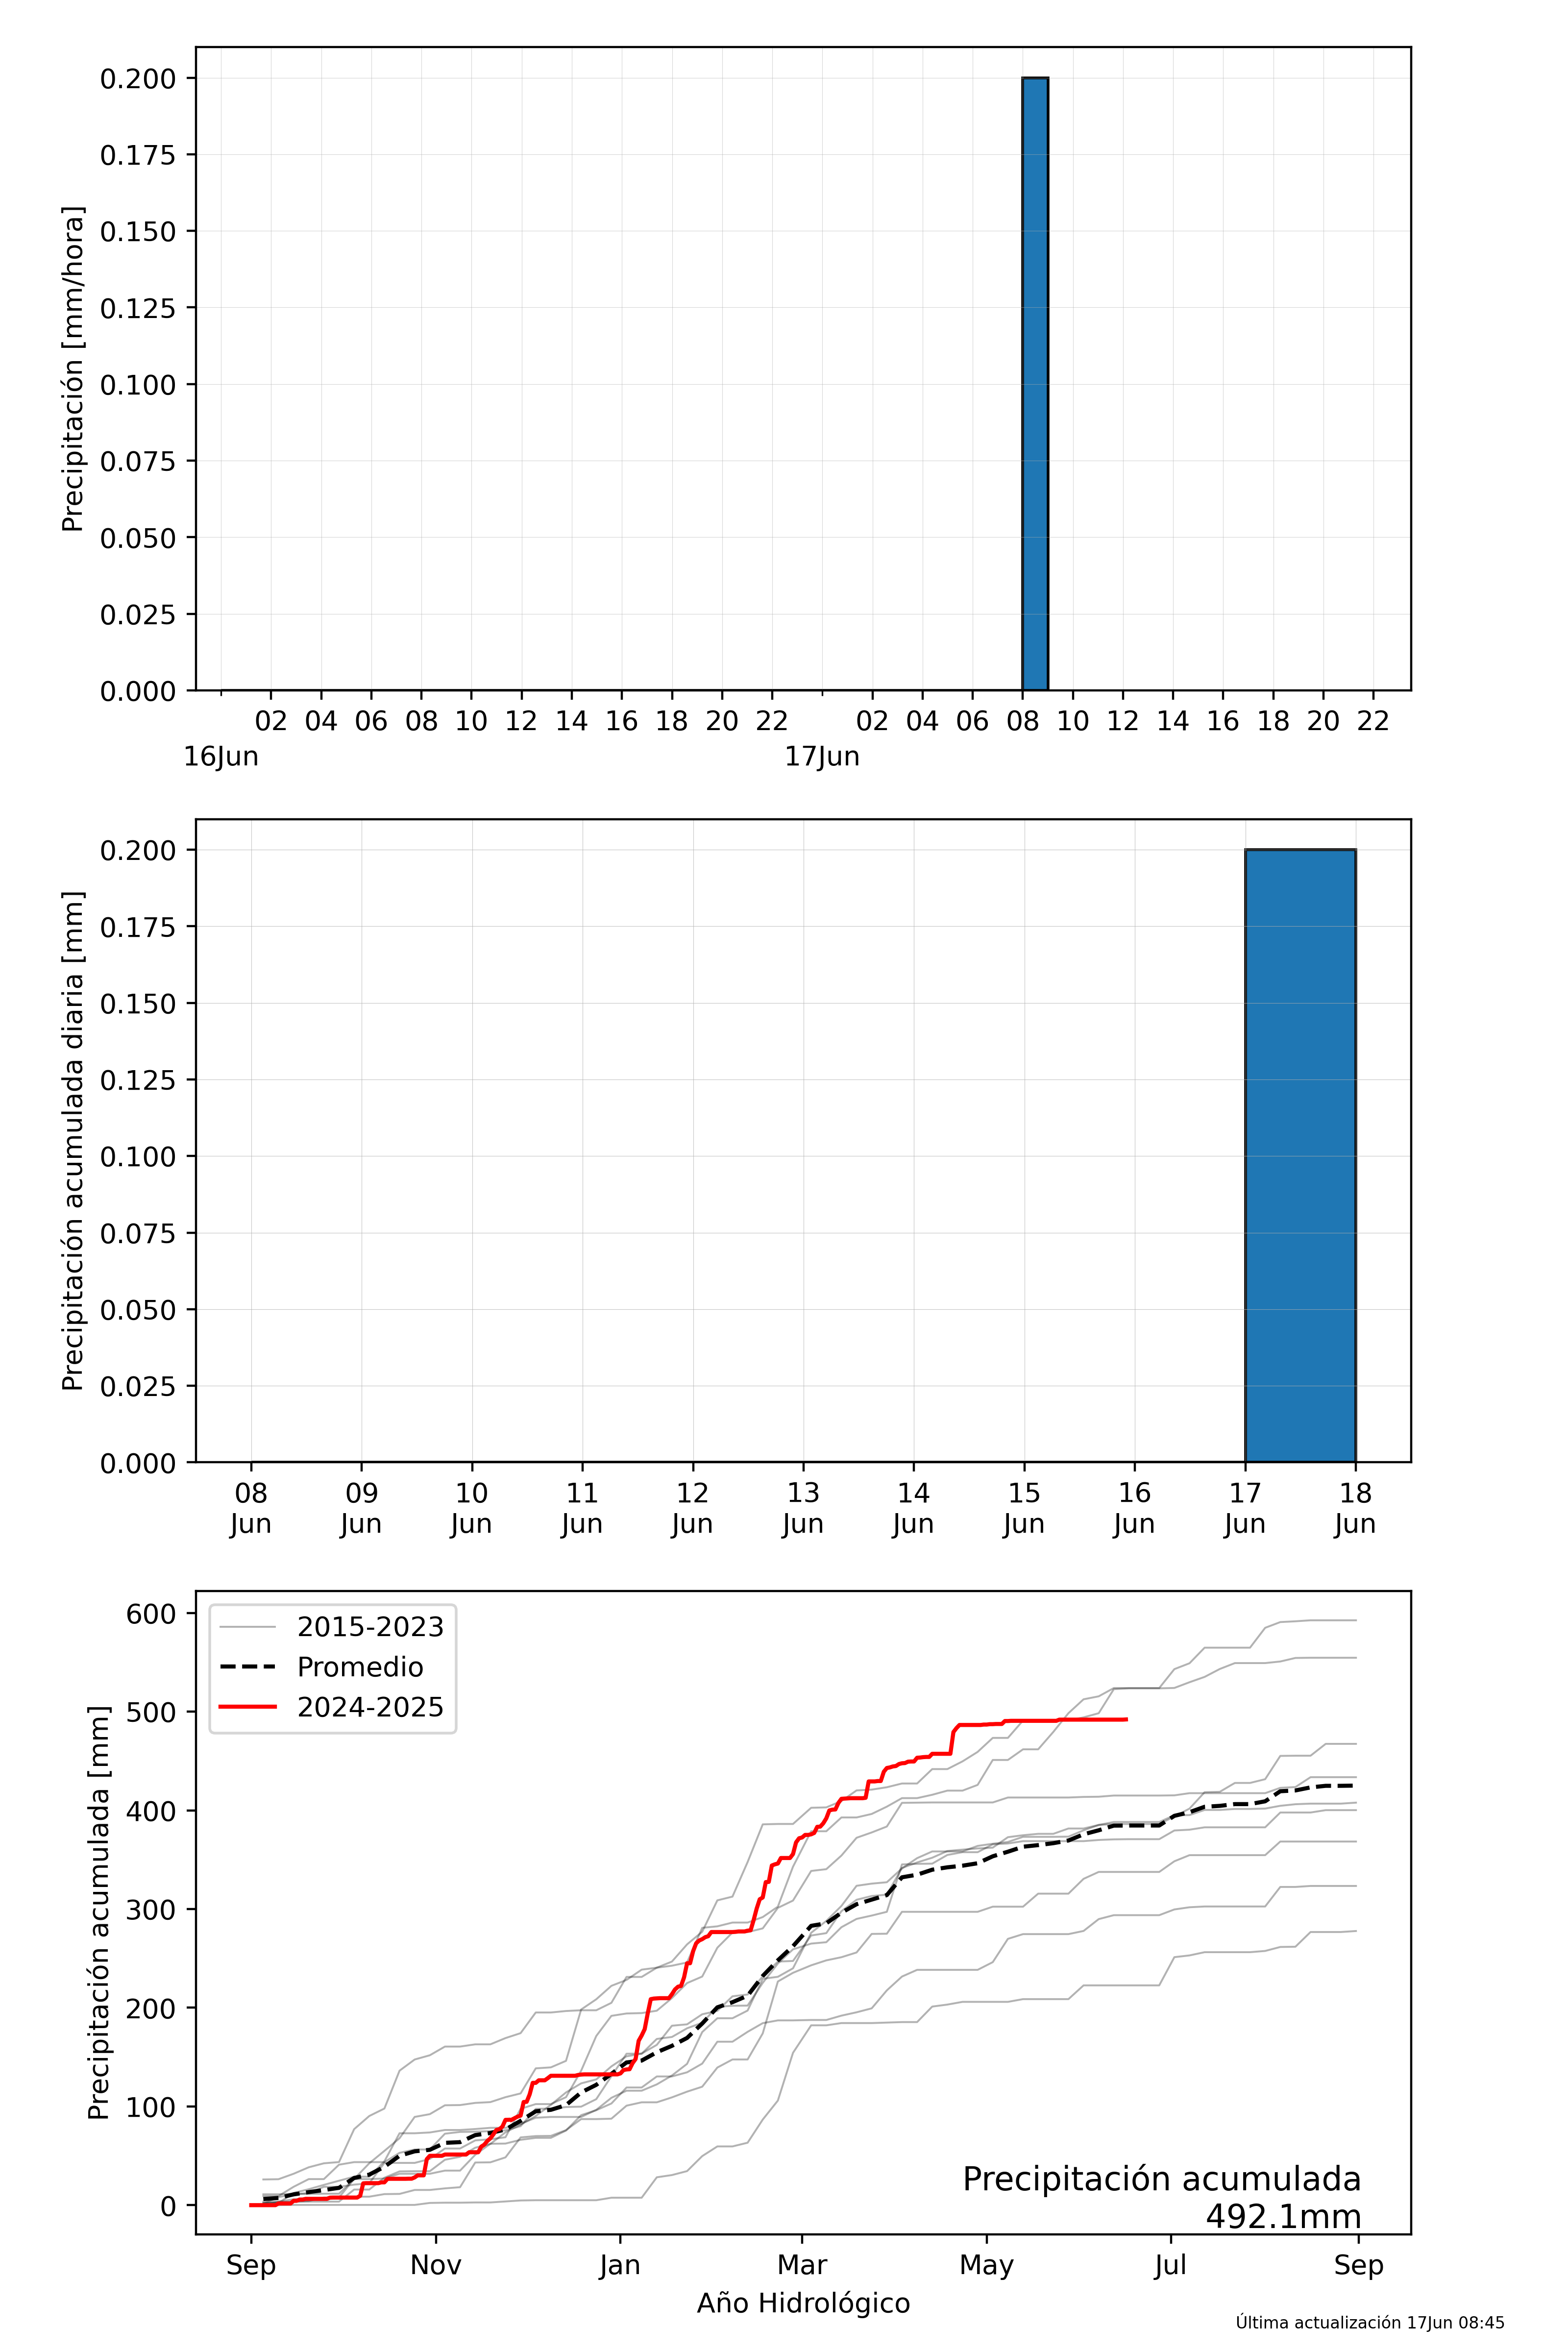 0.200
0.175
0.150
0.125
0.100
0.075
0.050
0.025
0.000
Precipitación [mm/hora]
02 04 06 08 10 12 14 16 18 20 22 02 04 06 08 10 12 14 16 18 20 22
16Jun 17Jun
0.200
0.175
0.150
0.125
0.100
0.075
0.050
0.025
0.000
Precipitación acumulada diaria [mm]
08 09 10 11 12 13 14 15 16 17 18
Jun Jun Jun Jun Jun Jun Jun Jun Jun Jun Jun
600
500
400
300
200
100
0
Precipitación acumulada [mm]
2015-2023
Promedio
2024-2025
Precipitación acumulada
492.1mm
Sep Nov Jan Mar May Jul Sep
Año Hidrológico
Última actualización 17Jun 08:45